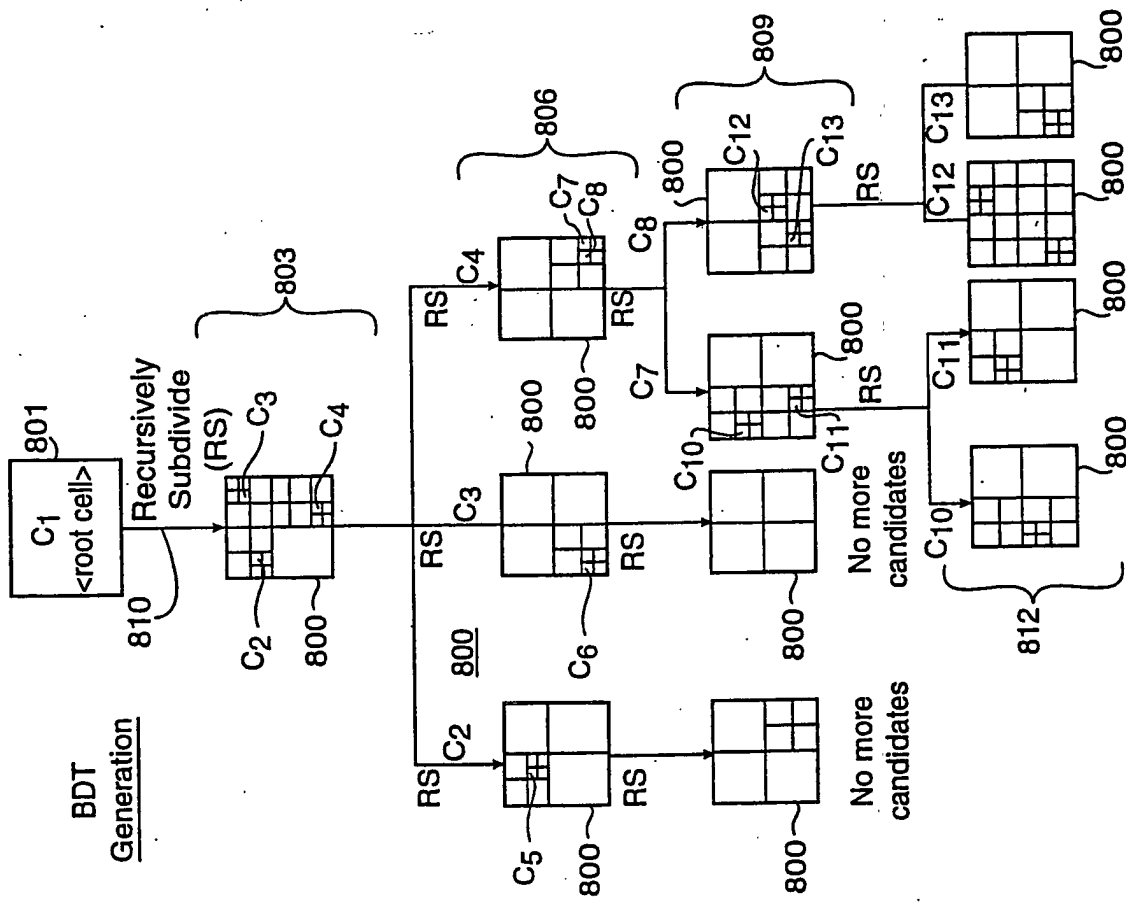 BDT
Generation
C1
<root cell>
801
810
Recursively
Subdivide
(RS)
C3
C2
C4
800
803
RS
C2
RS
C3
RS
C4
800
C5
800
RS
800
C6
RS
800
C7
C8
RS
806
800
No more
candidates
800
No more
candidates
C7
C8
C10
C11
800
RS
800
C12
C13
RS
809
C10
C11
C12
C13
800
800
800
800
812